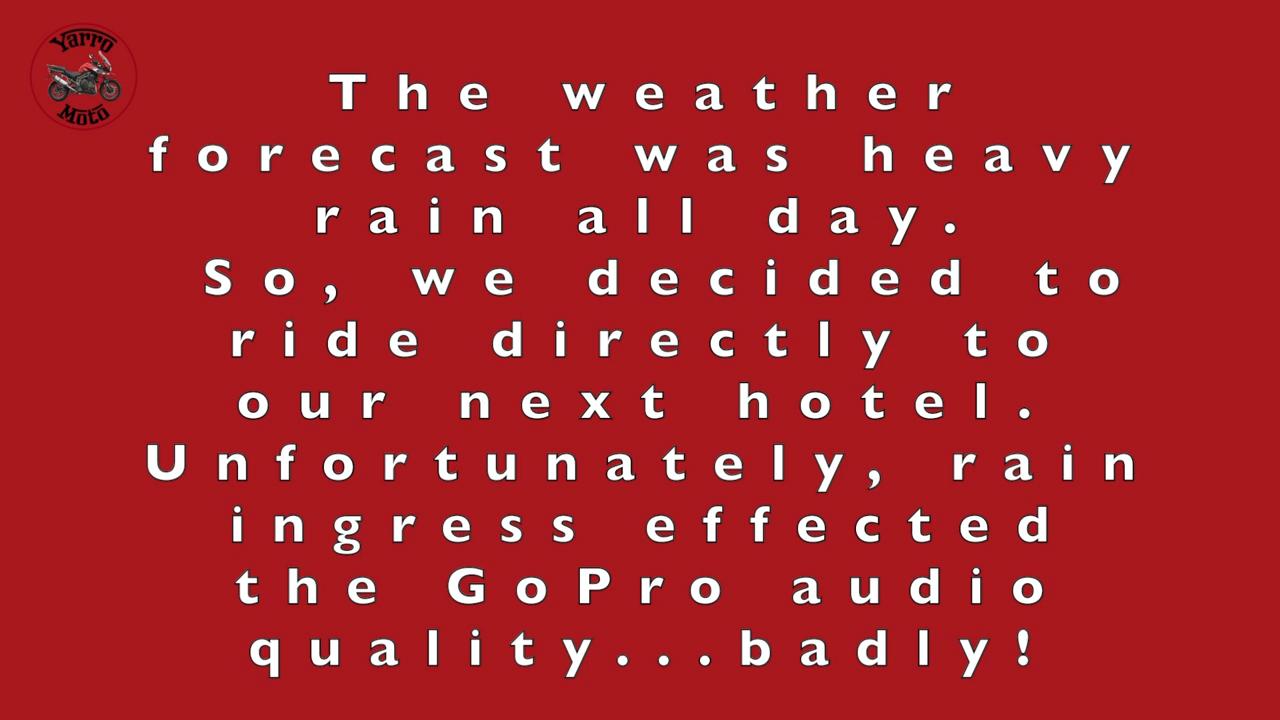 Yarro
Moto
The weather
forecast was heavy
rain all day.
So, we decided to
ride directly to
our next hotel.
Unfortunately, rain
ingress effected
the GoPro audio
quality...badly!